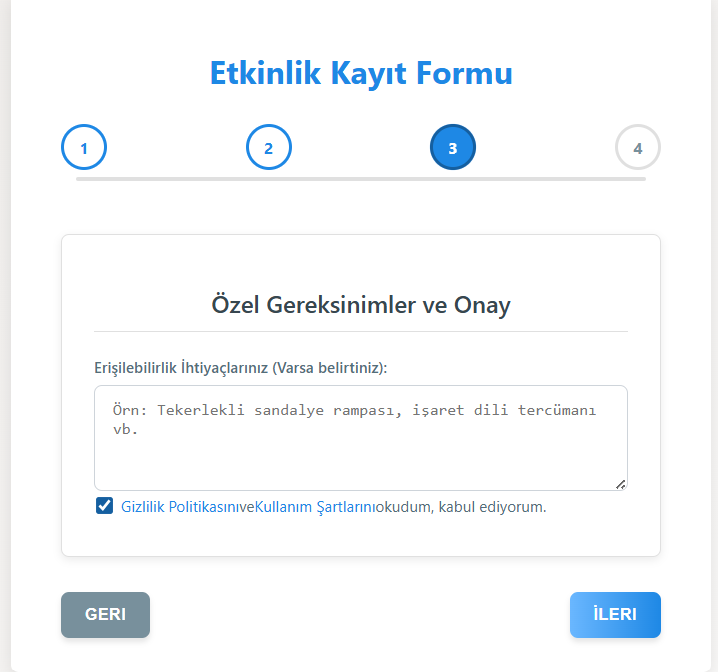 Etkinlik Kayıt Formu
1 2 3 4
Özel Gereksinimler ve Onay
Erişilebilirlik İhtiyaçlarınız (Varsa belirtiniz):
Örn: Tekerlekli sandalye rampası, işaret dili tercümanı
vb.
Gizlilik PolitikasınıveKullanım Şartlarınıokudum, kabul ediyorum.
GERI İLERI